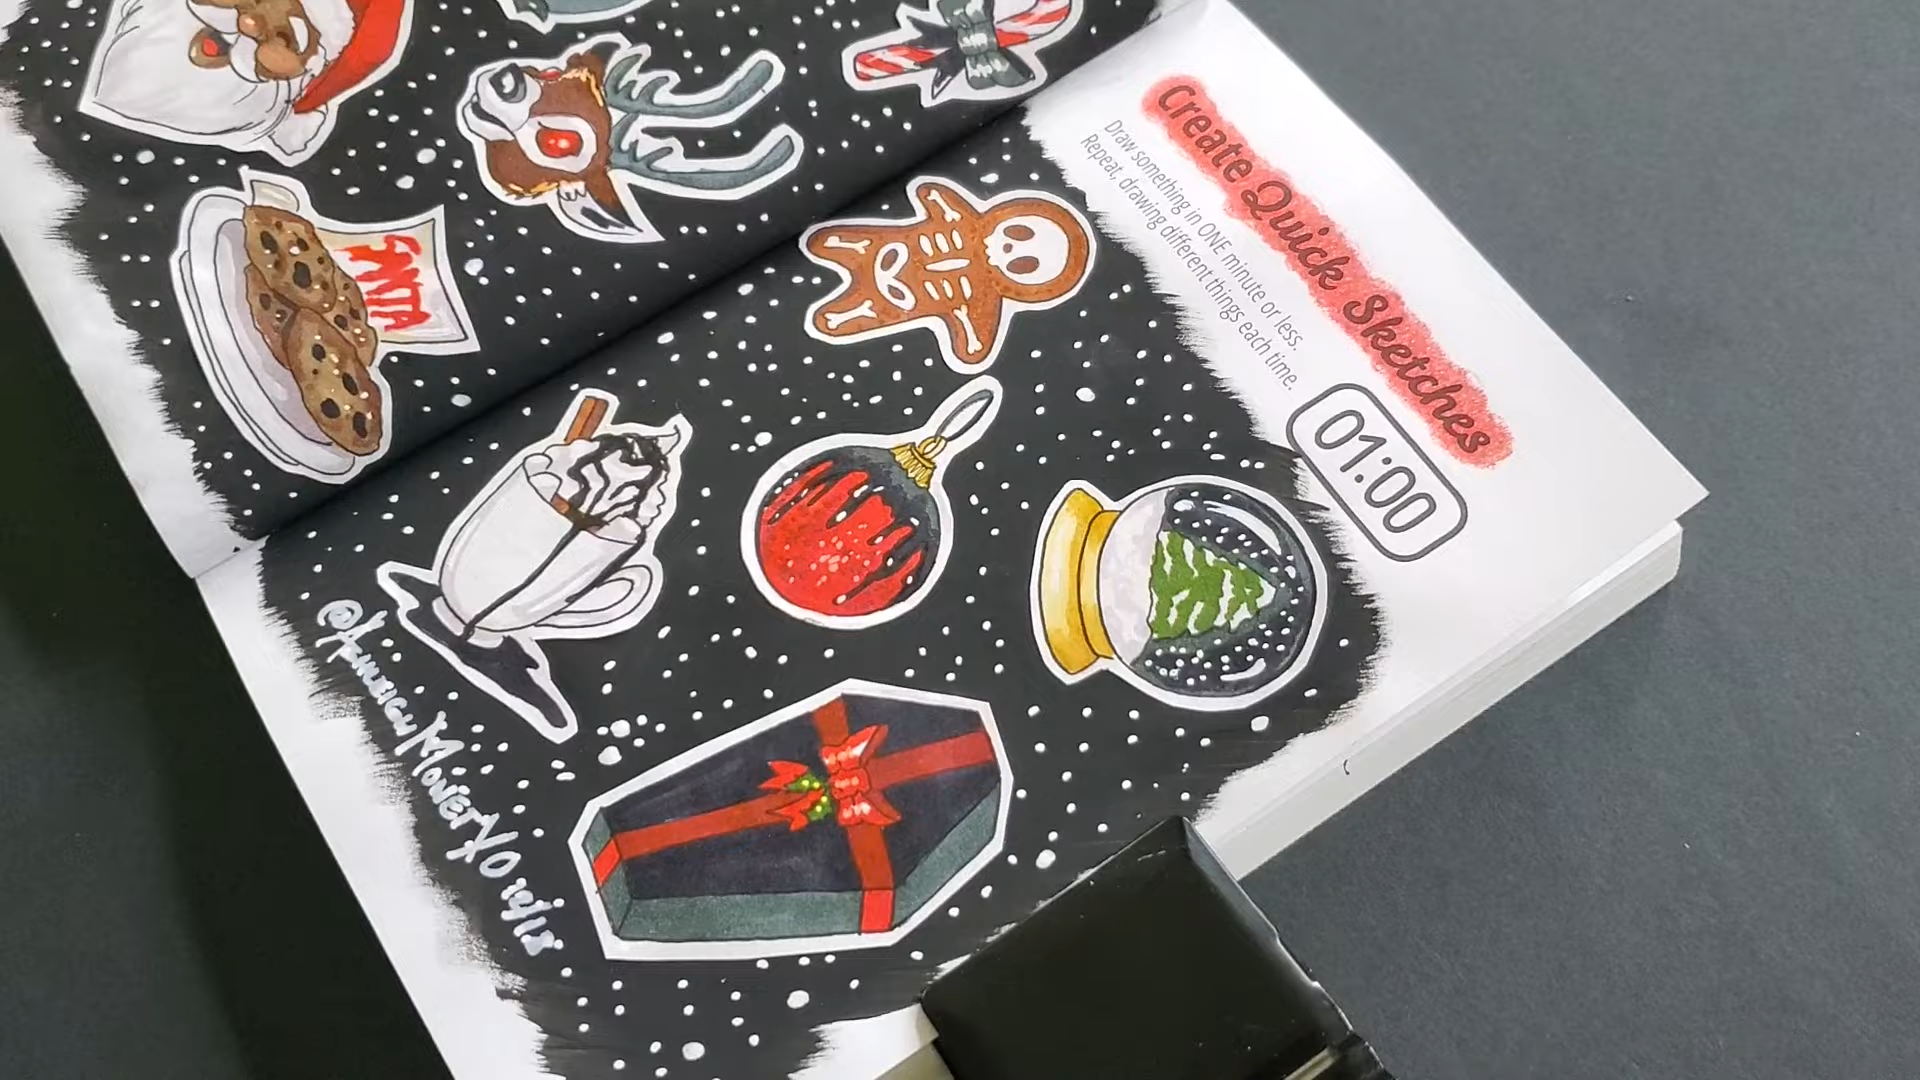 Create Quick Sketches
Draw something in ONE minute or less.
Repeat, drawing different things each time.
01:00
SANTA